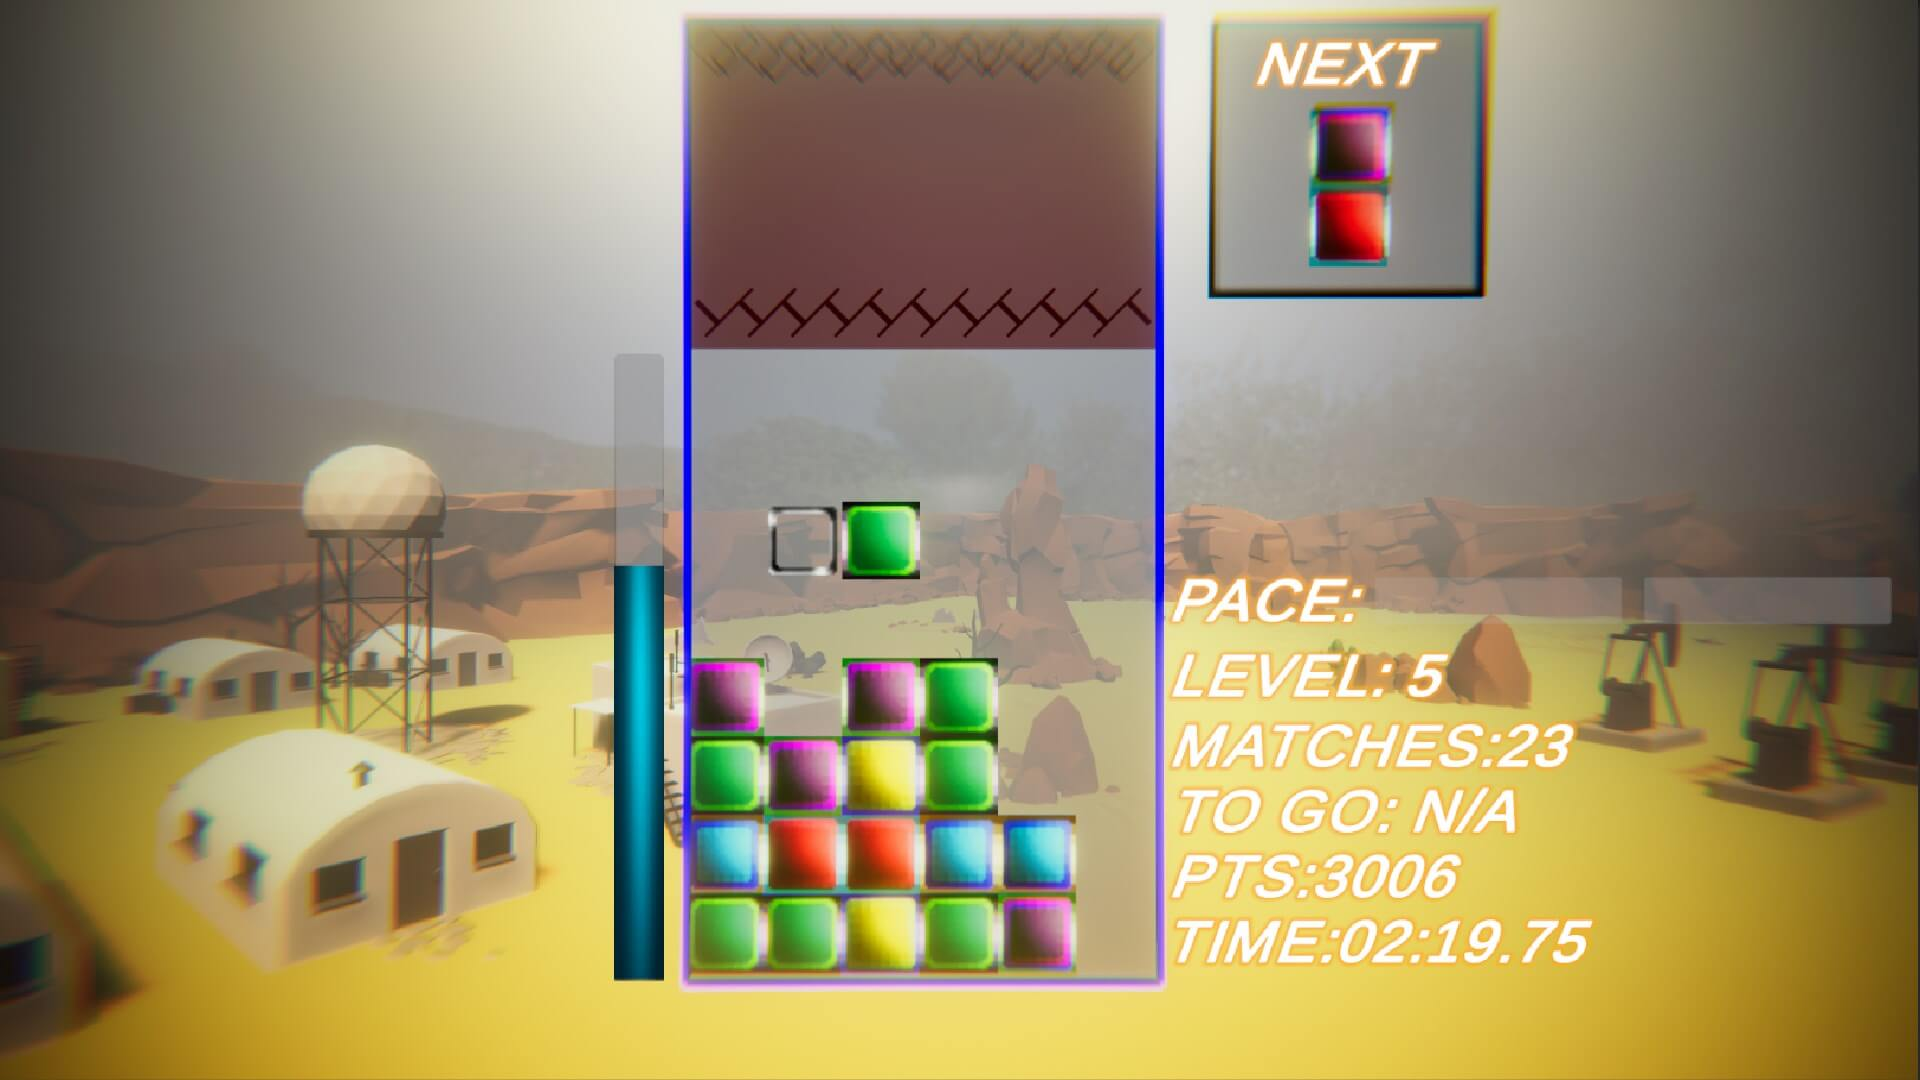 NEXT
PACE:
LEVEL: 5
MATCHES:23
TO GO: N/A
PTS:3006
TIME:02:19.75